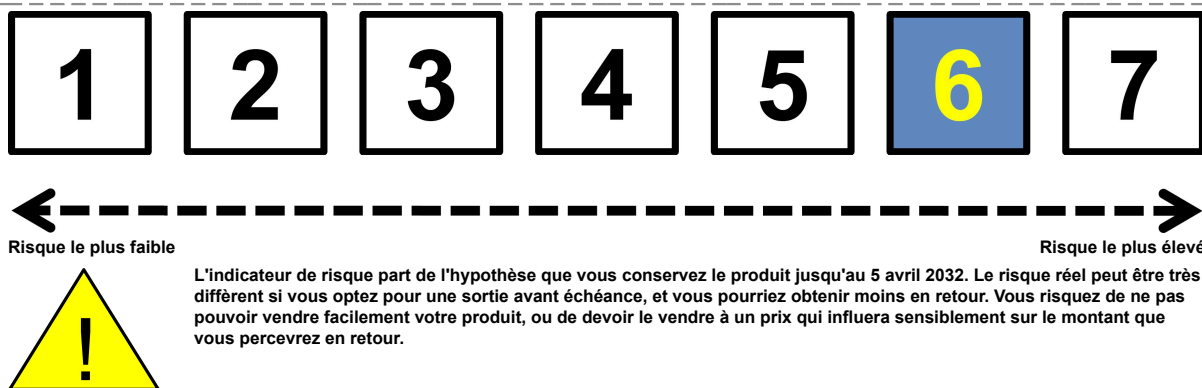 1 2 3 4 5 6 7
Risque le plus faible Risque le plus élevé
L'indicateur de risque part de l'hypothèse que vous conservez le produit jusqu'au 5 avril 2032. Le risque réel peut être très
diffèrent si vous optez pour une sortie avant échéance, et vous pourriez obtenir moins en retour. Vous risquez de ne pas
pouvoir vendre facilement votre produit, ou de devoir le vendre à un prix qui influera sensiblement sur le montant que
vous percevrez en retour.
!